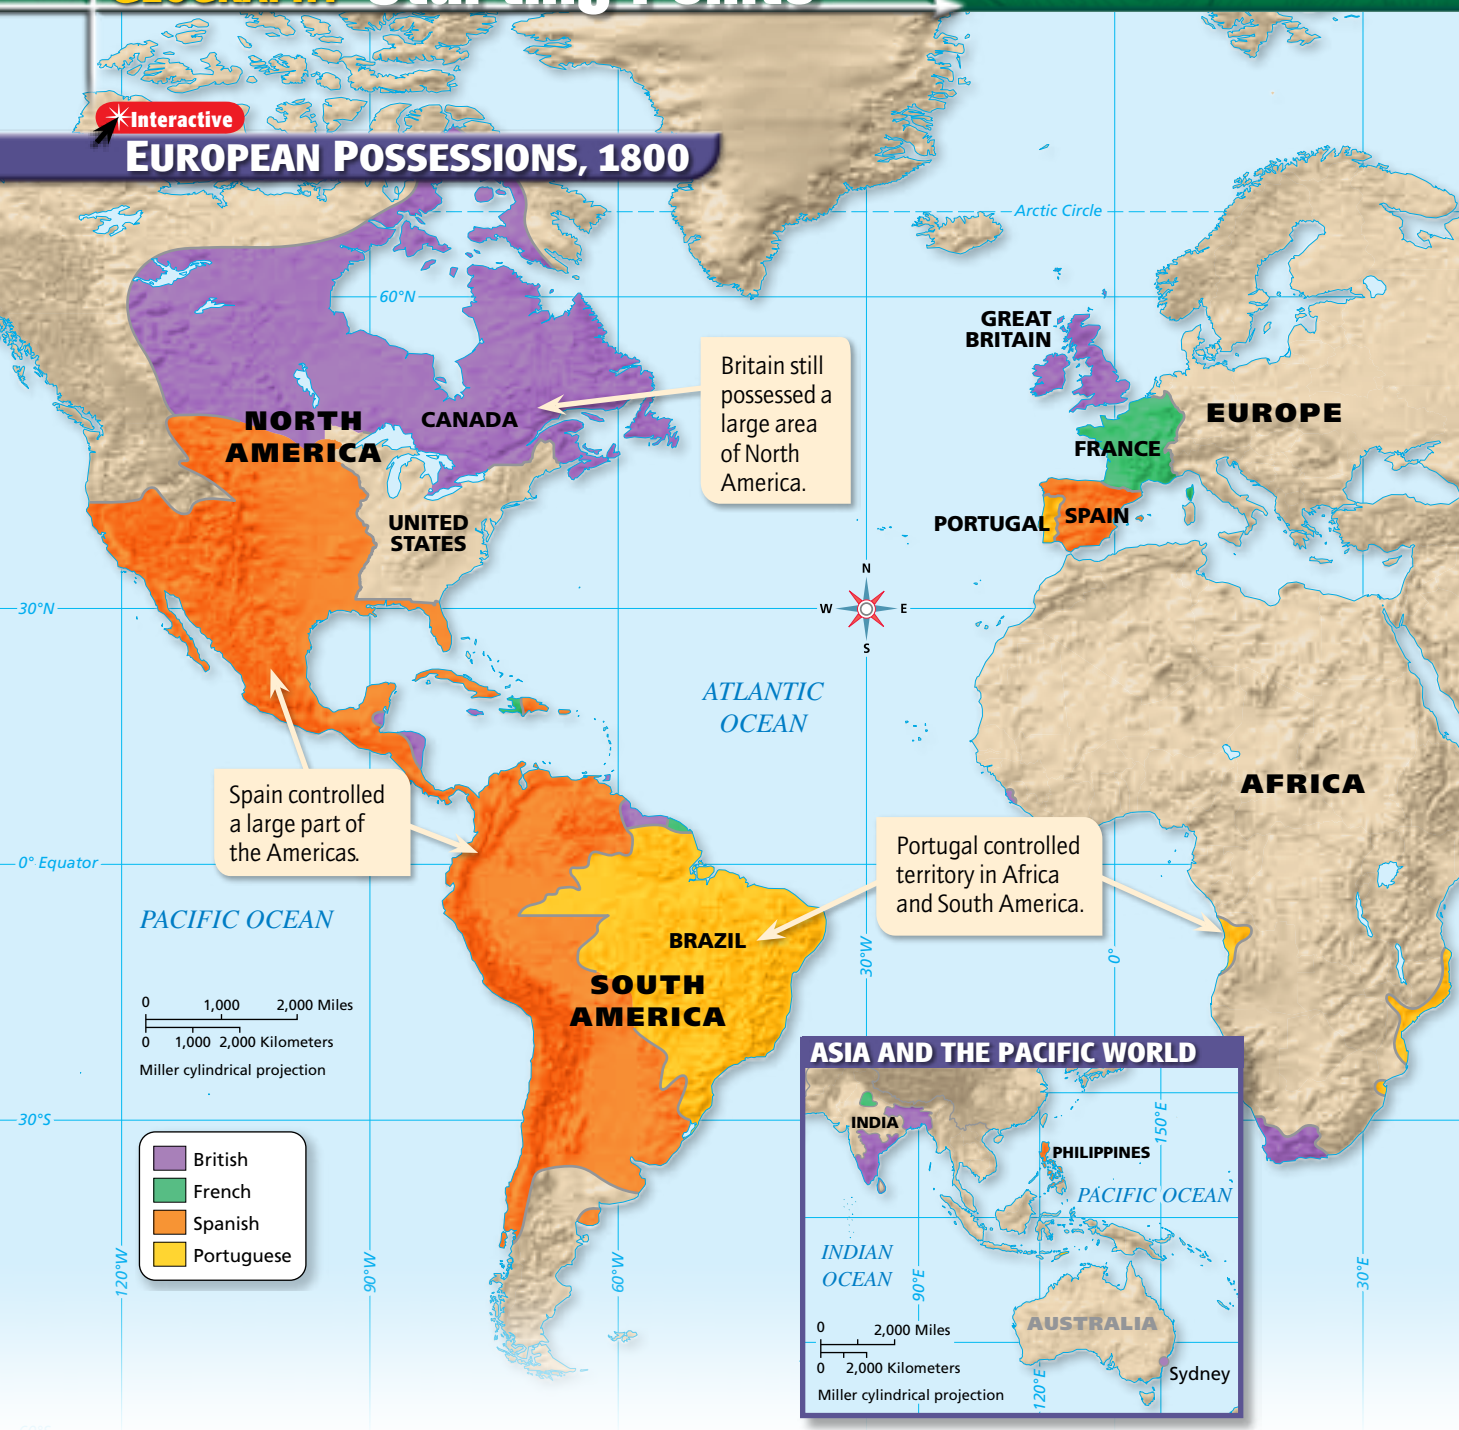 GEOGRAPHY Starting Points
Interactive
EUROPEAN POSSESSIONS, 1800
Arctic Circle
60°N
GREAT
BRITAIN
Britain still
possessed a
large area
of North
America.
NORTH
AMERICA
CANADA
EUROPE
FRANCE
PORTUGAL
SPAIN
UNITED
STATES
N
W
E
S
30°N
ATLANTIC
OCEAN
AFRICA
Spain controlled
a large part of
the Americas.
Portugal controlled
territory in Africa
and South America.
0° Equator
PACIFIC OCEAN
BRAZIL
30°W
0°
SOUTH
AMERICA
0 1,000 2,000 Miles
0 1,000 2,000 Kilometers
Miller cylindrical projection
30°S
British
French
Spanish
Portuguese
120°W
90°W
60°W
30°E
ASIA AND THE PACIFIC WORLD
INDIA
150°E
PHILIPPINES
PACIFIC OCEAN
INDIAN
OCEAN
90°E
AUSTRALIA
0 2,000 Miles
0 2,000 Kilometers
Miller cylindrical projection
120°E
Sydney